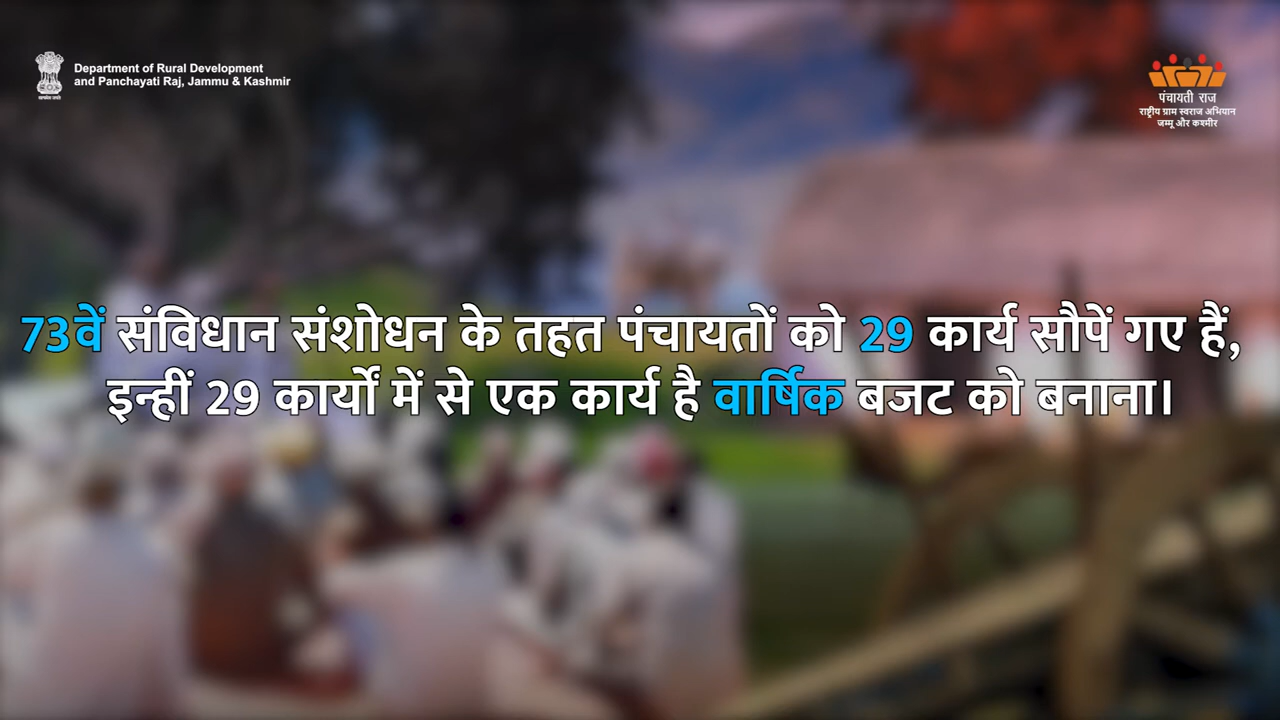 Department of Rural Development
and Panchayati Raj, Jammu & Kashmir
पंचायती राज
राष्ट्रीय ग्राम स्वराज अभियान
जम्मू और कश्मीर
73वें संविधान संशोधन के तहत पंचायतों को 29 कार्य सौपें गए हैं,
इन्हीं 29 कार्यों में से एक कार्य है वार्षिक बजट को बनाना।